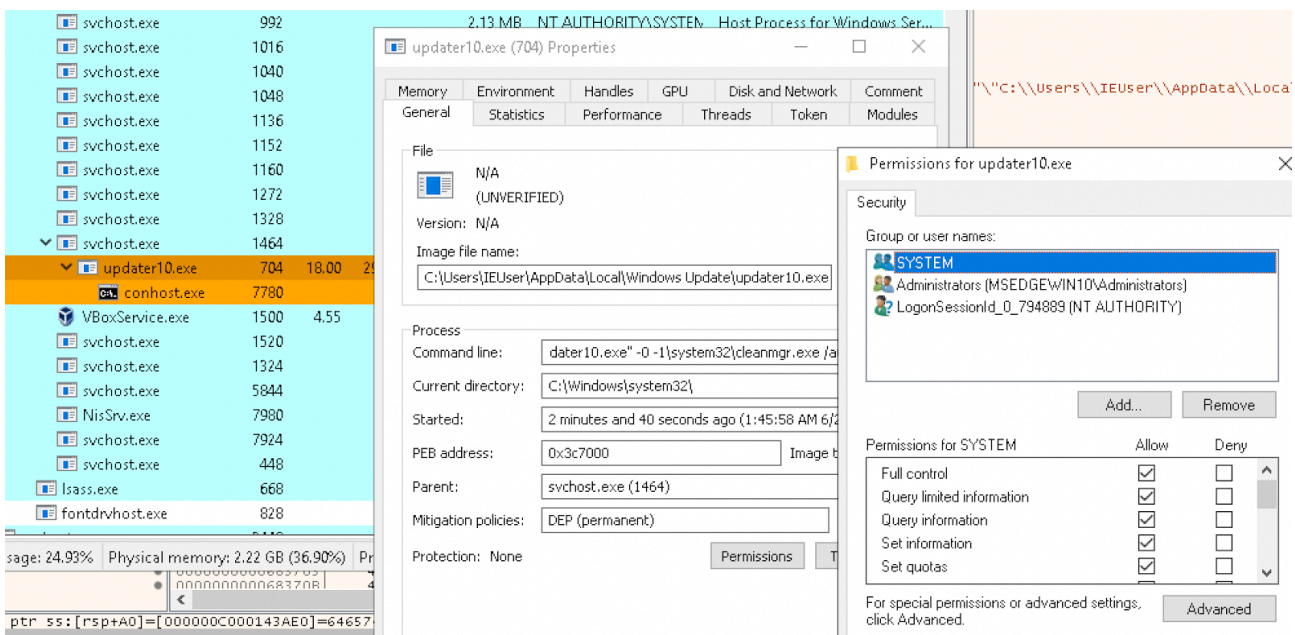 svchost.exe 992 2.13 MB NT AUTHORITY\SYSTEM Host Process for Windows Ser...
svchost.exe 1016
svchost.exe 1040
svchost.exe 1048
svchost.exe 1136
svchost.exe 1152
svchost.exe 1160
svchost.exe 1272
svchost.exe 1328
svchost.exe 1464
updater10.exe 704 18.00 29
conhost.exe 7780
VBoxService.exe 1500 4.55
svchost.exe 1520
svchost.exe 1324
svchost.exe 5844
NisSrv.exe 7980
svchost.exe 7924
svchost.exe 448
lsass.exe 668
fontdrvhost.exe 828
sage: 24.93% Physical memory: 2.22 GB (36.90%) Pr
000000000068370B 4
ptr ss:[rsp+A0]=[000000C000143AE0]=64657
updater10.exe (704) Properties
Memory Environment Handles GPU Disk and Network Comment
General Statistics Performance Threads Token Modules
File
N/A
(UNVERIFIED)
Version: N/A
Image file name:
C:\Users\IEUser\AppData\Local\Windows Update\updater10.exe
Process
Command line: dater10.exe" -0 -1\system32\cleanmgr.exe /a
Current directory: C:\Windows\system32\
Started: 2 minutes and 40 seconds ago (1:45:58 AM 6/2
PEB address: 0x3c7000 Image t
Parent: svchost.exe (1464)
Mitigation policies: DEP (permanent)
Protection: None Permissions T
"\"C:\\Users\\IEUser\\AppData\\Local
Permissions for updater10.exe
Security
Group or user names:
SYSTEM
Administrators (MSEDGEWIN10\Administrators)
LogonSessionId_0_794889 (NT AUTHORITY)
Add... Remove
Permissions for SYSTEM Allow Deny
Full control
Query limited information
Query information
Set information
Set quotas
For special permissions or advanced settings,
click Advanced.
Advanced